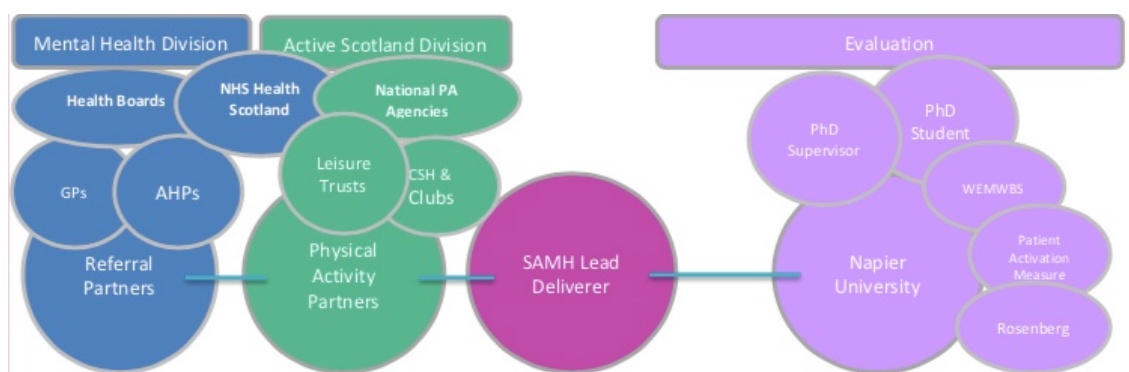 Mental Health Division
Active Scotland Division
Evaluation
Health Boards
NHS Health
Scotland
National PA
Agencies
PhD
Supervisor
PhD
Student
GPs
AHPs
Leisure
Trusts
CSH &
Clubs
WEMWBS
Referral
Partners
Physical
Activity
Partners
SAMH Lead
Deliverer
Napier
University
Patient
Activation
Measure
Rosenberg